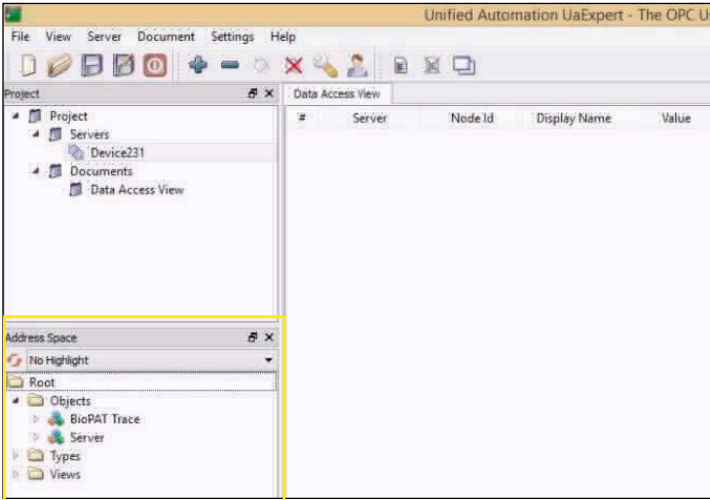 Unified Automation UaExpert - The OPC U
File View Server Document Settings Help
Project
Data Access View
# Server Node Id Display Name Value
Project
Servers
Device231
Documents
Data Access View
Address Space
No Highlight
Root
Objects
BioPAT Trace
Server
Types
Views